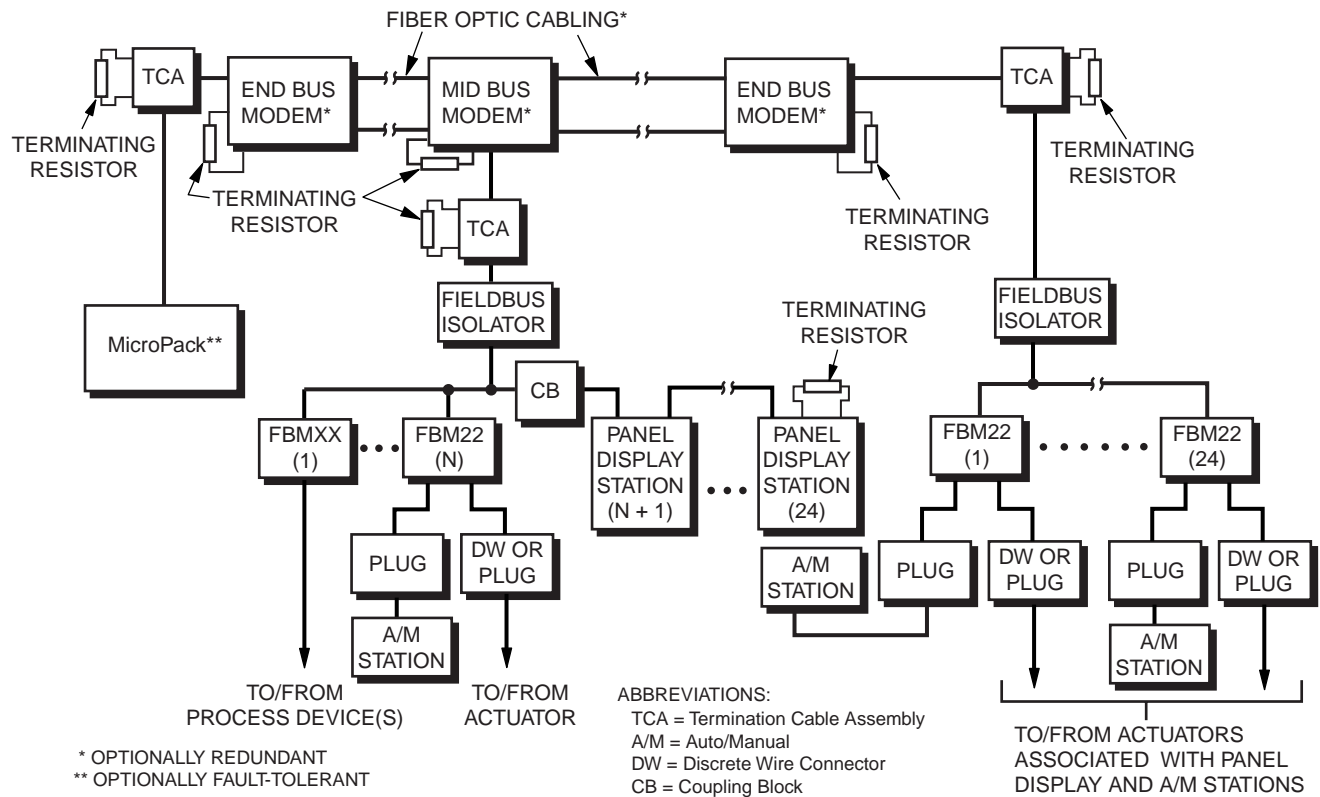 FIBER OPTIC CABLING*
TCA
END BUS
MODEM*
MID BUS
MODEM*
END BUS
MODEM*
TCA
TERMINATING
RESISTOR
TERMINATING
RESISTOR
TERMINATING
RESISTOR
TERMINATING
RESISTOR
TCA
MicroPack**
FIELDBUS
ISOLATOR
TERMINATING
RESISTOR
FIELDBUS
ISOLATOR
CB
FBMXX
(1)
FBM22
(N)
PANEL
DISPLAY
STATION
(N + 1)
PANEL
DISPLAY
STATION
(24)
FBM22
(1)
FBM22
(24)
PLUG
DW OR
PLUG
A/M
STATION
PLUG
DW OR
PLUG
PLUG
DW OR
PLUG
A/M
STATION
A/M
STATION
TO/FROM
PROCESS DEVICE(S)
TO/FROM
ACTUATOR
ABBREVIATIONS:
TCA = Termination Cable Assembly
A/M = Auto/Manual
DW = Discrete Wire Connector
CB = Coupling Block
TO/FROM ACTUATORS
ASSOCIATED WITH PANEL
DISPLAY AND A/M STATIONS
* OPTIONALLY REDUNDANT
** OPTIONALLY FAULT-TOLERANT